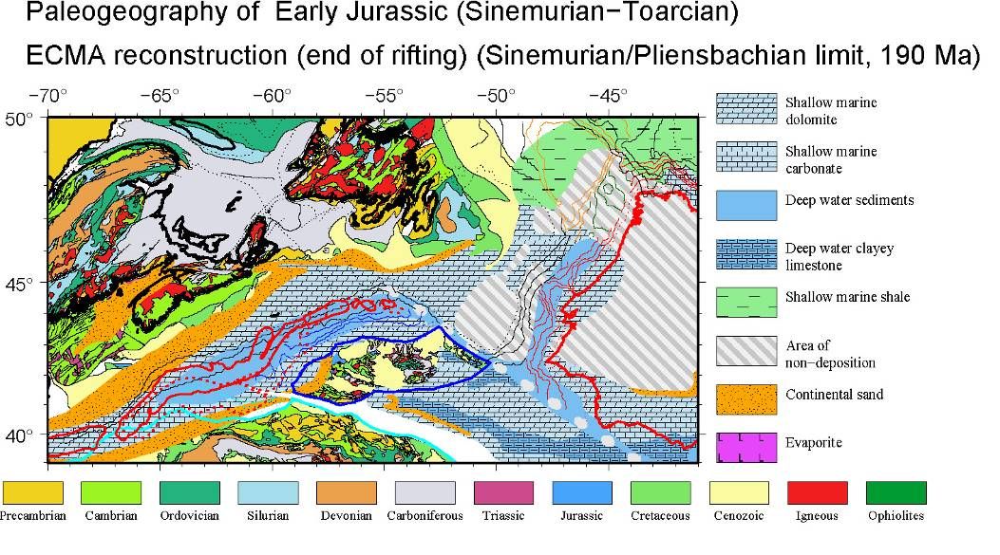 Paleogeography of Early Jurassic (Sinemurian−Toarcian)
ECMA reconstruction (end of rifting) (Sinemurian/Pliensbachian limit, 190 Ma)
−70° −65° −60° −55° −50° −45°
50°
45°
40°
Shallow marine
dolomite
Shallow marine
carbonate
Deep water sediments
Deep water clayey
limestone
Shallow marine shale
Area of
non−deposition
Continental sand
Evaporite
Precambrian Cambrian Ordovician Silurian Devonian Carboniferous Triassic Jurassic Cretaceous Cenozoic Igneous Ophiolites